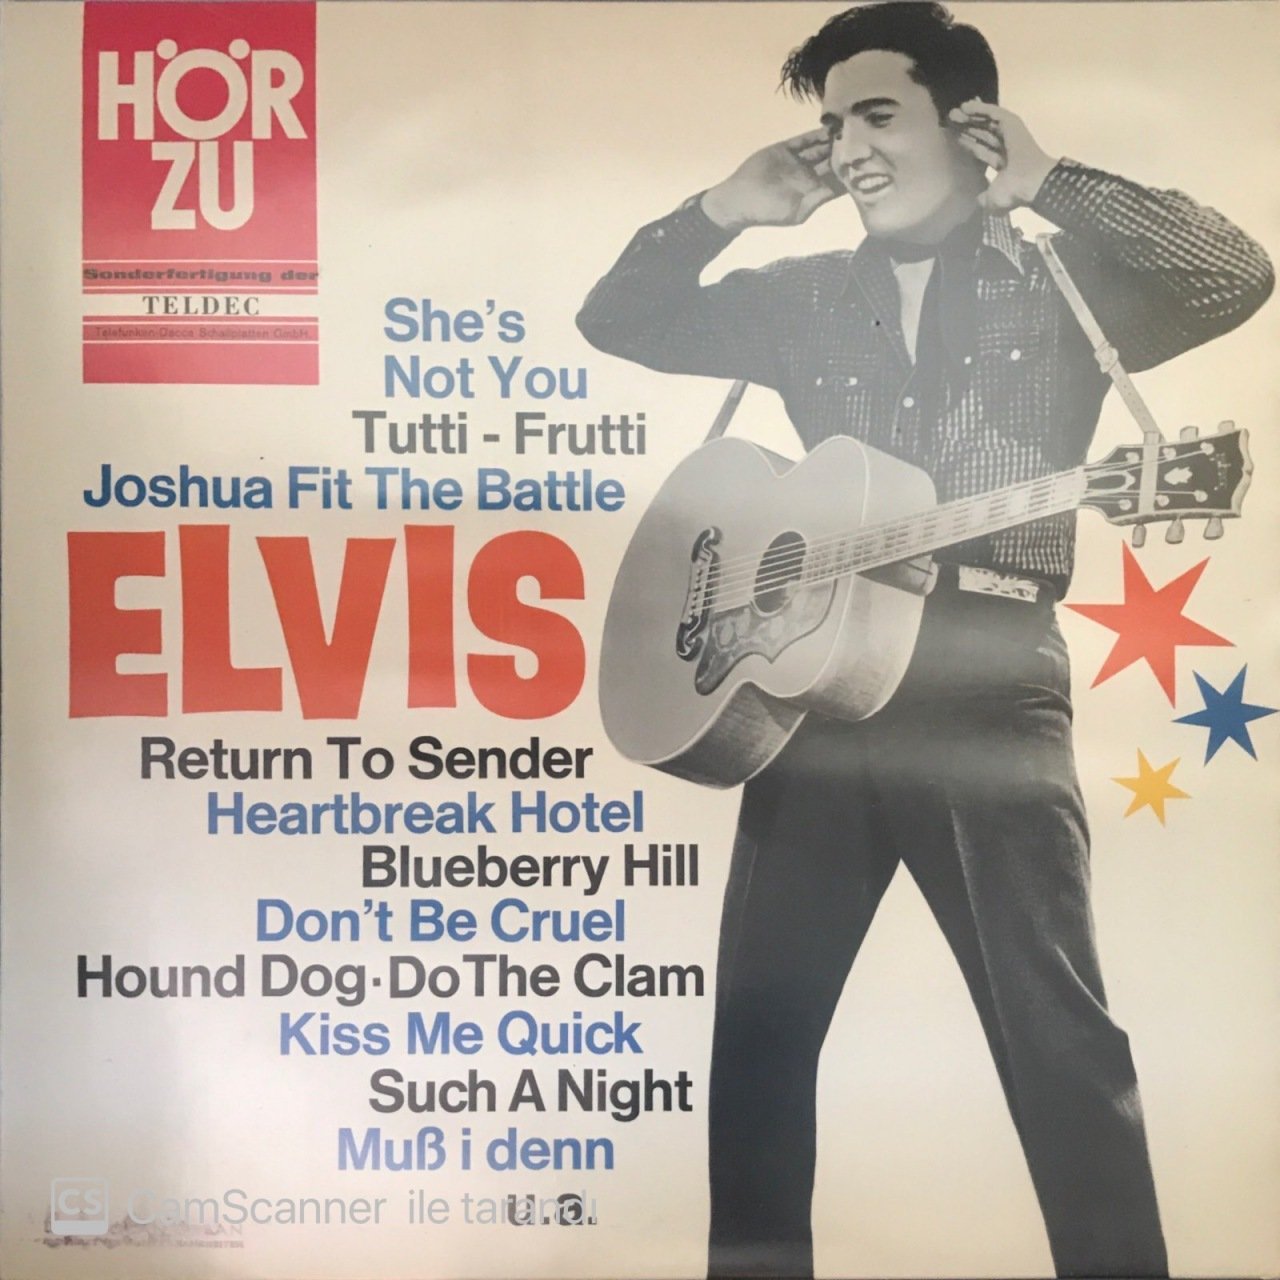 HÖR
ZU
Sonderfertigung der
TELDEC
Telefunken-Decca Schallplatten GmbH.
She's
Not You
Tutti - Frutti
Joshua Fit The Battle
ELVIS
Return To Sender
Heartbreak Hotel
Blueberry Hill
Don't Be Cruel
Hound Dog·Do The Clam
Kiss Me Quick
Such A Night
Muß i denn
u.a.
CS CamScanner ile tarandı